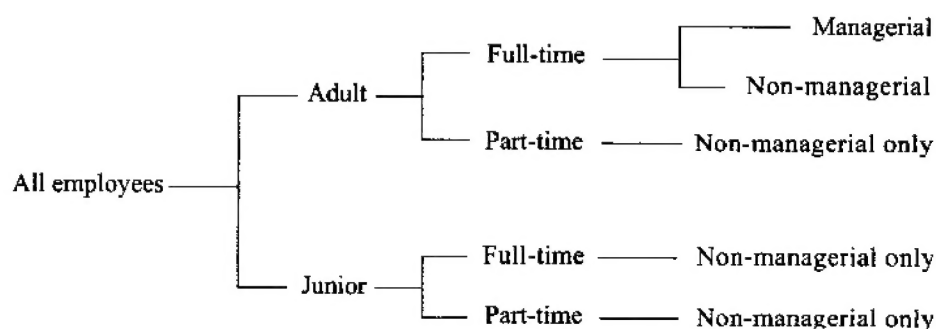 Managerial
Full-time
Adult
Non-managerial
Part-time
Non-managerial only
All employees
Full-time
Non-managerial only
Junior
Part-time
Non-managerial only